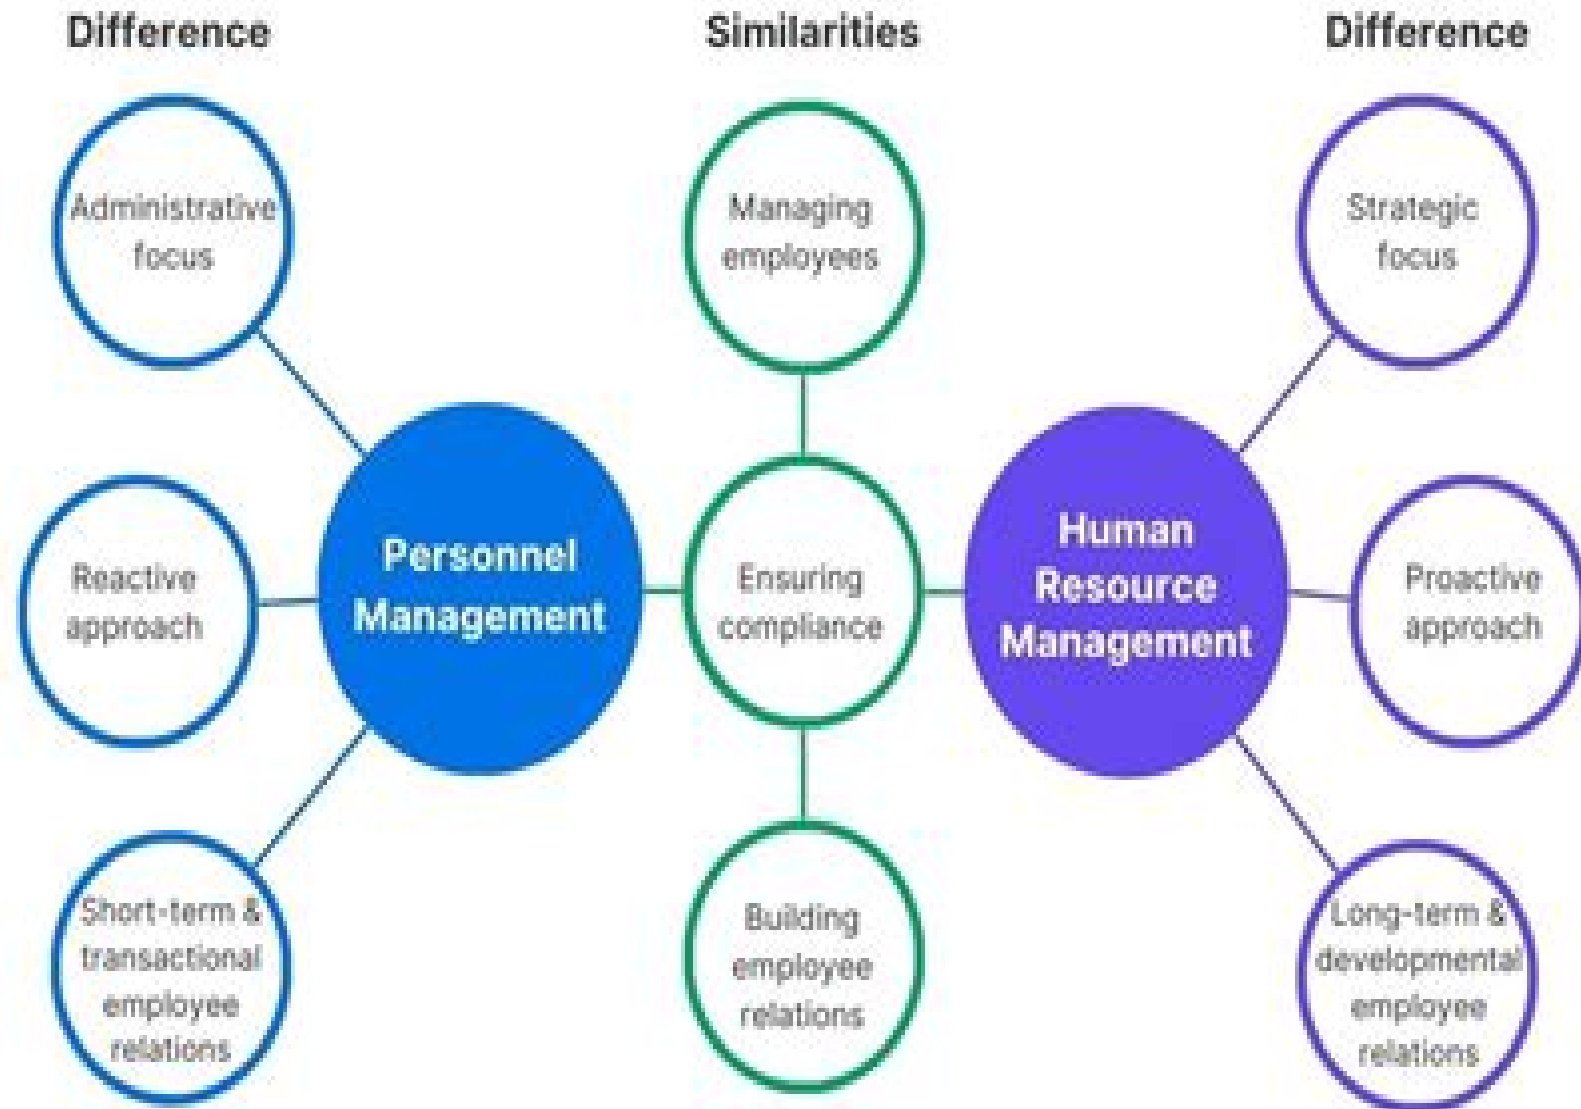 Difference
Similarities
Difference
Administrative
focus
Managing
employees
Strategic
focus
Reactive
approach
Personnel
Management
Ensuring
compliance
Human
Resource
Management
Proactive
approach
Short-term &
transactional
employee
relations
Building
employee
relations
Long-term &
developmental
employee
relations